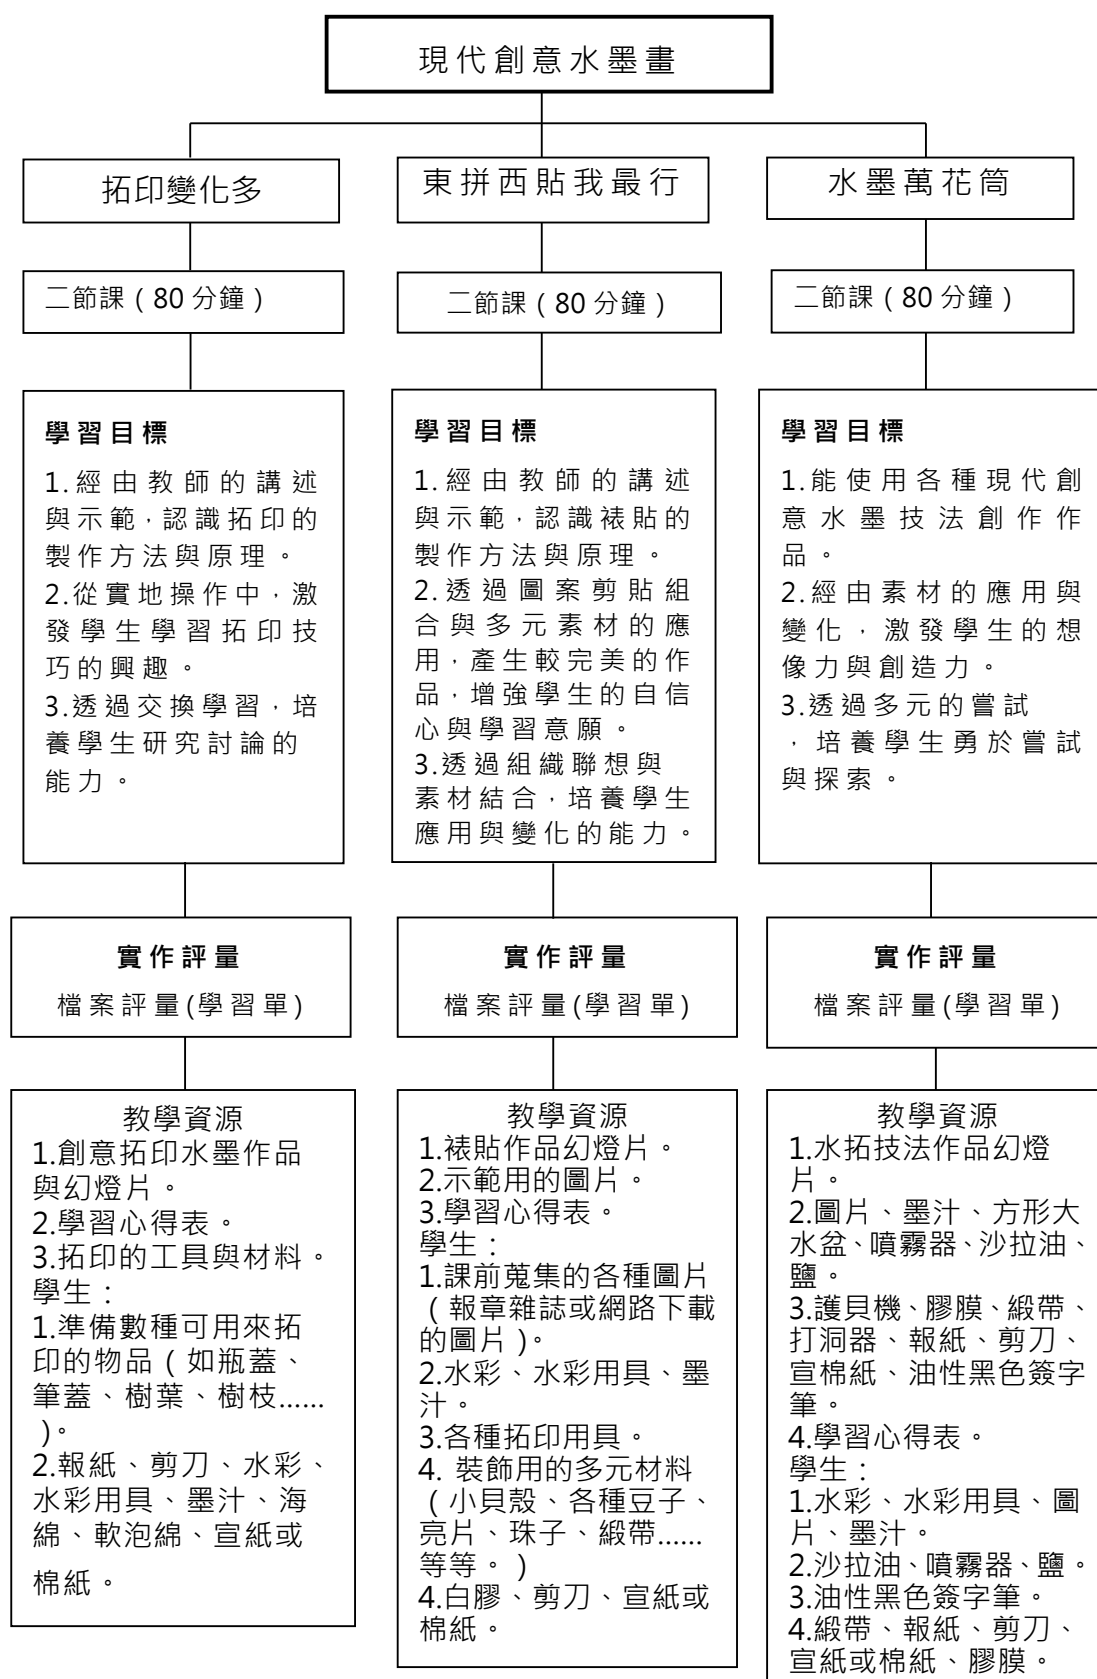 現代創意水墨畫
拓印變化多
二節課（80 分鐘）
學習目標
1.經由教師的講述
與示範，認識拓印的
製作方法與原理。
2.從實地操作中，激
發學生學習拓印技
巧的興趣。
3.透過交換學習，培
養學生研究討論的
能力。
實作評量
檔案評量(學習單)
教學資源
1.創意拓印水墨作品
與幻燈片。
2.學習心得表。
3.拓印的工具與材料。
學生：
1.準備數種可用來拓
印的物品（如瓶蓋、
筆蓋、樹葉、樹枝……
）。
2.報紙、剪刀、水彩、
水彩用具、墨汁、海
綿、軟泡綿、宣紙或
棉紙。
東拼西貼我最行
二節課（80 分鐘）
學習目標
1.經由教師的講述
與示範，認識裱貼的
製作方法與原理。
2.透過圖案剪貼組
合與多元素材的應
用，產生較完美的作
品，增強學生的自信
心與學習意願。
3.透過組織聯想與
素材結合，培養學生
應用與變化的能力。
實作評量
檔案評量(學習單)
教學資源
1.裱貼作品幻燈片。
2.示範用的圖片。
3.學習心得表。
學生：
1.課前蒐集的各種圖片
（報章雜誌或網路下載
的圖片）。
2.水彩、水彩用具、墨
汁。
3.各種拓印用具。
4. 裝飾用的多元材料
（小貝殼、各種豆子、
亮片、珠子、緞帶……
等等。）
4.白膠、剪刀、宣紙或
棉紙。
水墨萬花筒
二節課（80 分鐘）
學習目標
1.能使用各種現代創
意水墨技法創作作
品。
2.經由素材的應用與
變化，激發學生的想
像力與創造力。
3.透過多元的嘗試
，培養學生勇於嘗試
與探索。
實作評量
檔案評量(學習單)
教學資源
1.水拓技法作品幻燈
片。
2.圖片、墨汁、方形大
水盆、噴霧器、沙拉油、
鹽。
3.護貝機、膠膜、緞帶、
打洞器、報紙、剪刀、
宣棉紙、油性黑色簽字
筆。
4.學習心得表。
學生：
1.水彩、水彩用具、圖
片、墨汁。
2.沙拉油、噴霧器、鹽。
3.油性黑色簽字筆。
4.緞帶、報紙、剪刀、
宣紙或棉紙、膠膜。